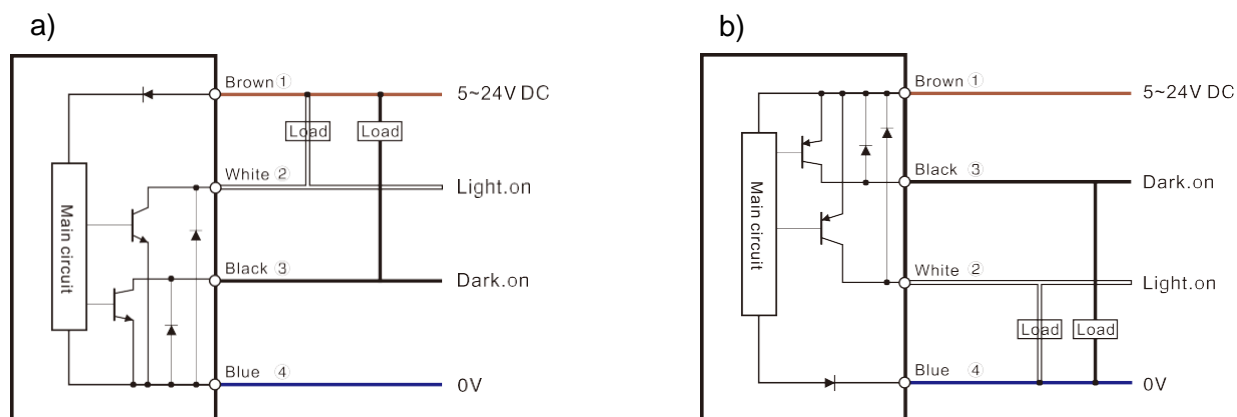 a)
Brown ①
5~24V DC
Load Load
White ②
Light.on
Main circuit
Black ③
Dark.on
Blue ④
0V
b)
Brown ①
5~24V DC
Black ③
Dark.on
Main circuit
White ②
Light.on
Load Load
Blue ④
0V